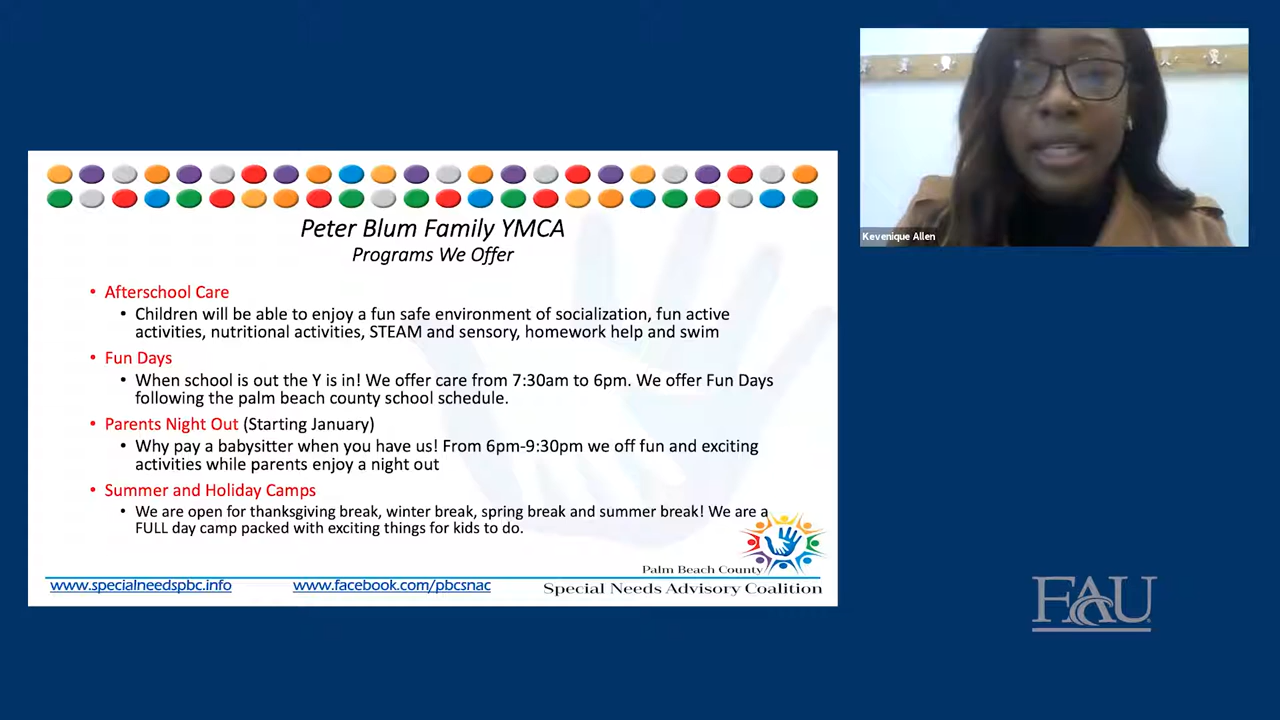 Peter Blum Family YMCA
Programs We Offer
• Afterschool Care
• Children will be able to enjoy a fun safe environment of socialization, fun active
activities, nutritional activities, STEAM and sensory, homework help and swim
• Fun Days
• When school is out the Y is in! We offer care from 7:30am to 6pm. We offer Fun Days
following the palm beach county school schedule.
• Parents Night Out (Starting January)
• Why pay a babysitter when you have us! From 6pm-9:30pm we off fun and exciting
activities while parents enjoy a night out
• Summer and Holiday Camps
• We are open for thanksgiving break, winter break, spring break and summer break! We are a
FULL day camp packed with exciting things for kids to do.
Palm Beach County
www.specialneedspbc.info www.facebook.com/pbcsnac Special Needs Advisory Coalition
Kevenique Allen
FAU